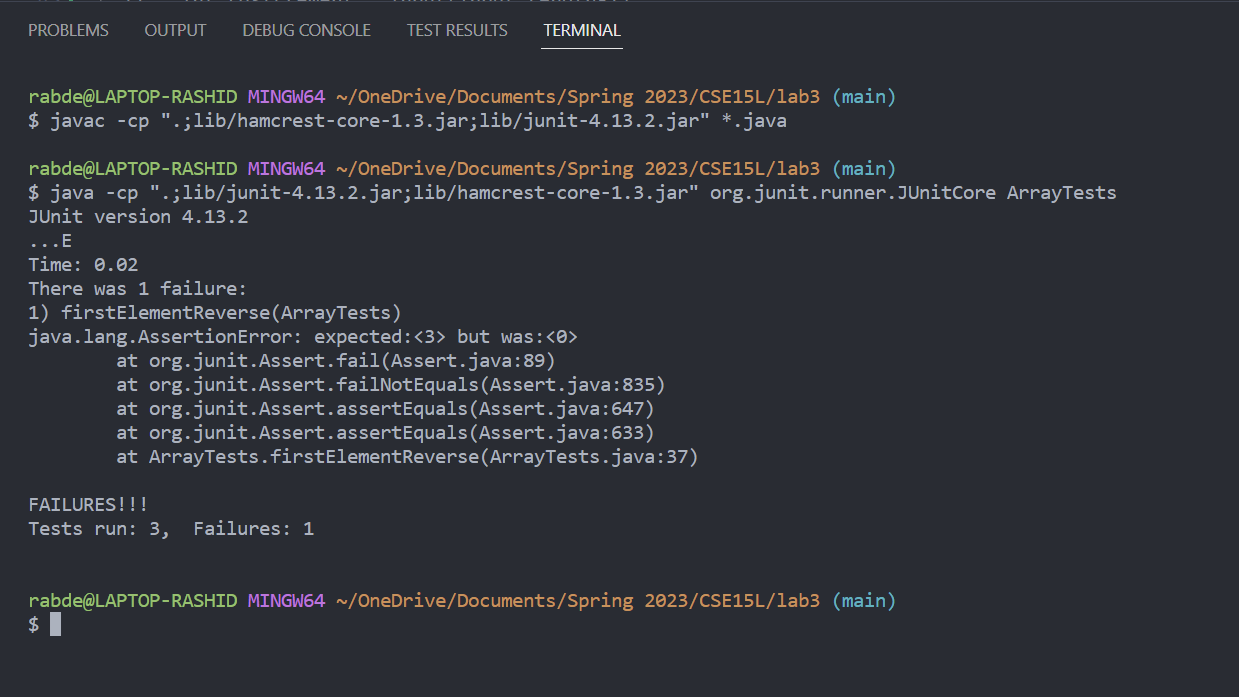 PROBLEMS OUTPUT DEBUG CONSOLE TEST RESULTS TERMINAL
rabde@LAPTOP-RASHID MINGW64 ~/OneDrive/Documents/Spring 2023/CSE15L/lab3 (main)
$ javac -cp ".;lib/hamcrest-core-1.3.jar;lib/junit-4.13.2.jar" *.java
rabde@LAPTOP-RASHID MINGW64 ~/OneDrive/Documents/Spring 2023/CSE15L/lab3 (main)
$ java -cp ".;lib/junit-4.13.2.jar;lib/hamcrest-core-1.3.jar" org.junit.runner.JUnitCore ArrayTests
JUnit version 4.13.2
...E
Time: 0.02
There was 1 failure:
1) firstElementReverse(ArrayTests)
java.lang.AssertionError: expected:<3> but was:<0>
at org.junit.Assert.fail(Assert.java:89)
at org.junit.Assert.failNotEquals(Assert.java:835)
at org.junit.Assert.assertEquals(Assert.java:647)
at org.junit.Assert.assertEquals(Assert.java:633)
at ArrayTests.firstElementReverse(ArrayTests.java:37)
FAILURES!!!
Tests run: 3,  Failures: 1
rabde@LAPTOP-RASHID MINGW64 ~/OneDrive/Documents/Spring 2023/CSE15L/lab3 (main)
$